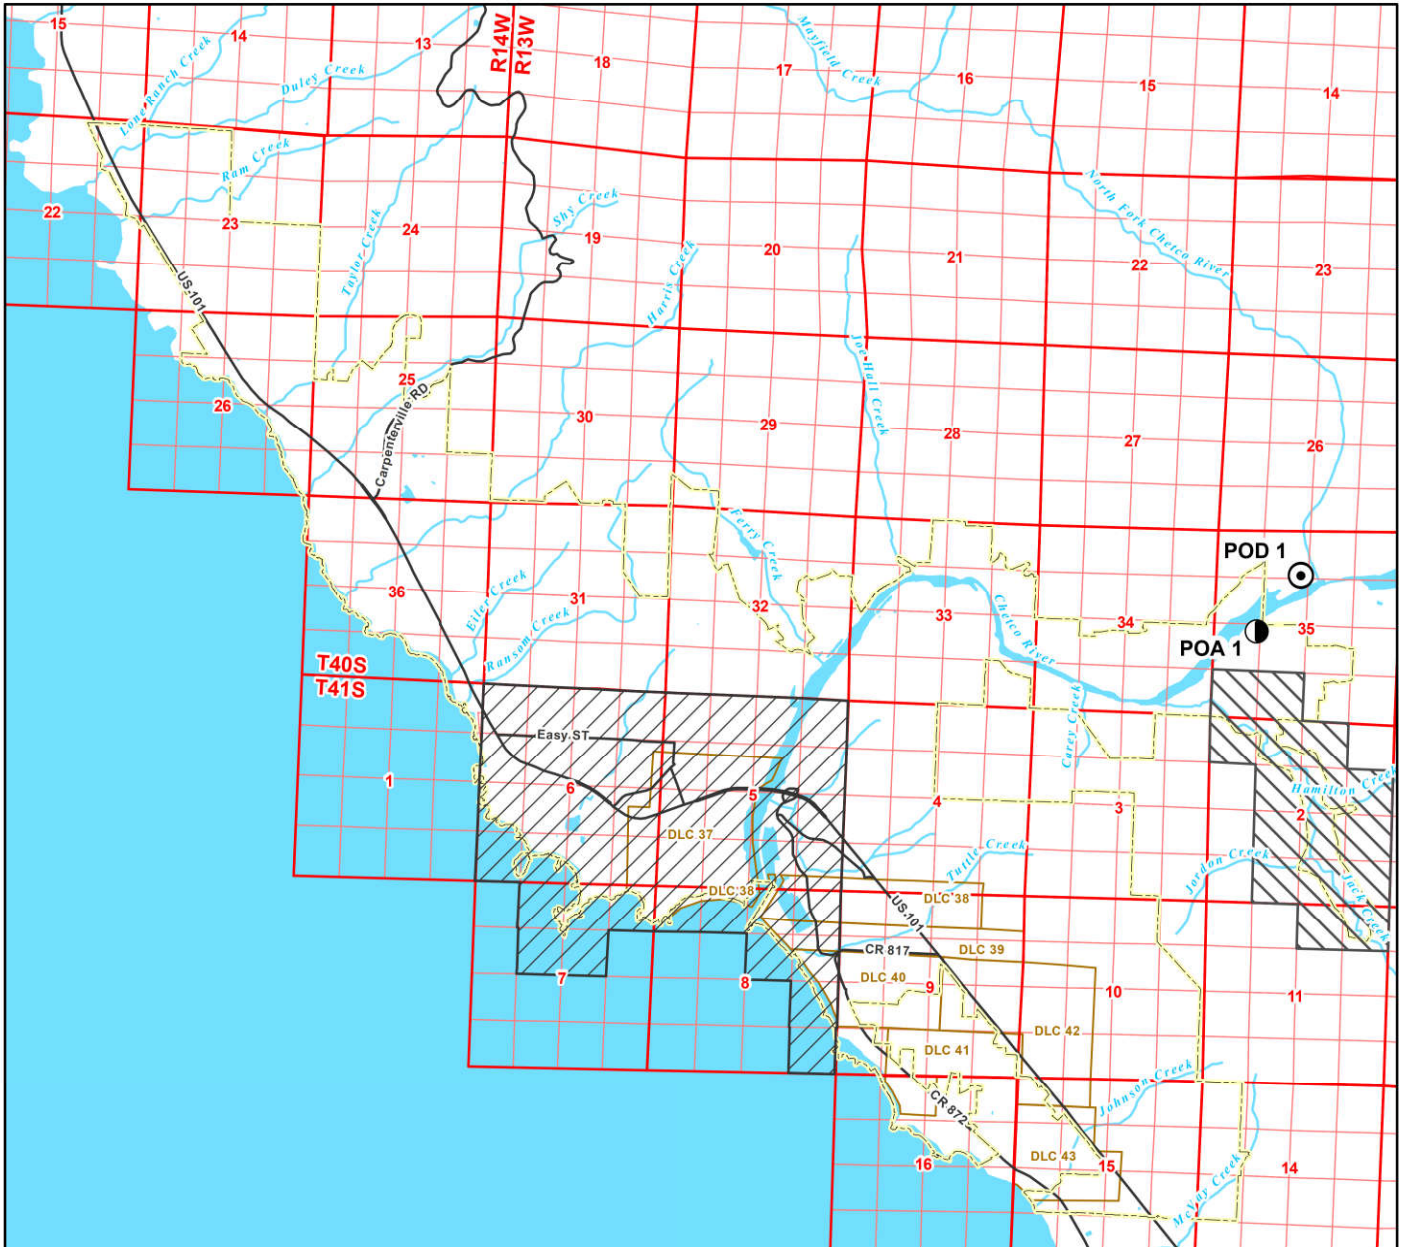 15
14
13
R14W
R13W
18
17
16
15
14
Lone Ranch Creek
Duley Creek
Mayfield Creek
Ram Creek
Taylor Creek
Shy Creek
Harris Creek
North Fork Chetco River
22
23
24
19
20
21
22
23
US 101
Joe Hall Creek
26
25
Carpenterville RD
30
29
28
27
26
Ferry Creek
POD 1
36
Eiler Creek
Ransom Creek
31
32
33
Chetco River
34
35
POA 1
T40S
T41S
Carey Creek
Easy ST
1
6
5
4
3
2
Hamilton Creek
DLC 37
Tuttle Creek
Jordon Creek
Jack Creek
DLC 38
DLC 38
US 101
CR 817
DLC 39
DLC 40
7
8
9
10
11
DLC 42
DLC 41
Johnson Creek
CR 872
DLC 43
16
15
14
McVay Creek